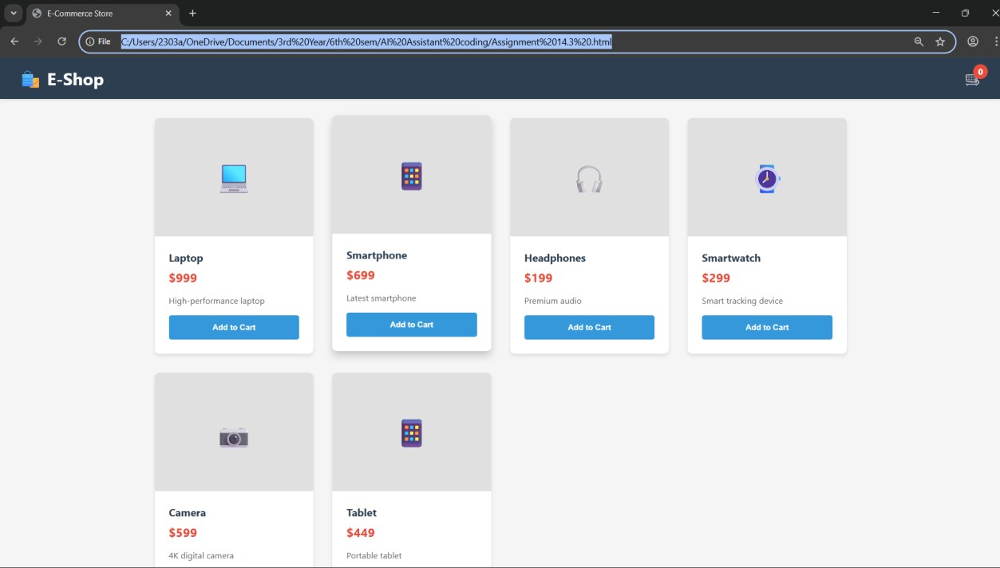 E-Commerce Store
File C:/Users/2303a/OneDrive/Documents/3rd%20Year/6th%20sem/AI%20Assistant%20coding/Assignment%2014.3%20.html
E-Shop
0
Laptop
$999
High-performance laptop
Add to Cart
Smartphone
$699
Latest smartphone
Add to Cart
Headphones
$199
Premium audio
Add to Cart
Smartwatch
$299
Smart tracking device
Add to Cart
Camera
$599
4K digital camera
Tablet
$449
Portable tablet